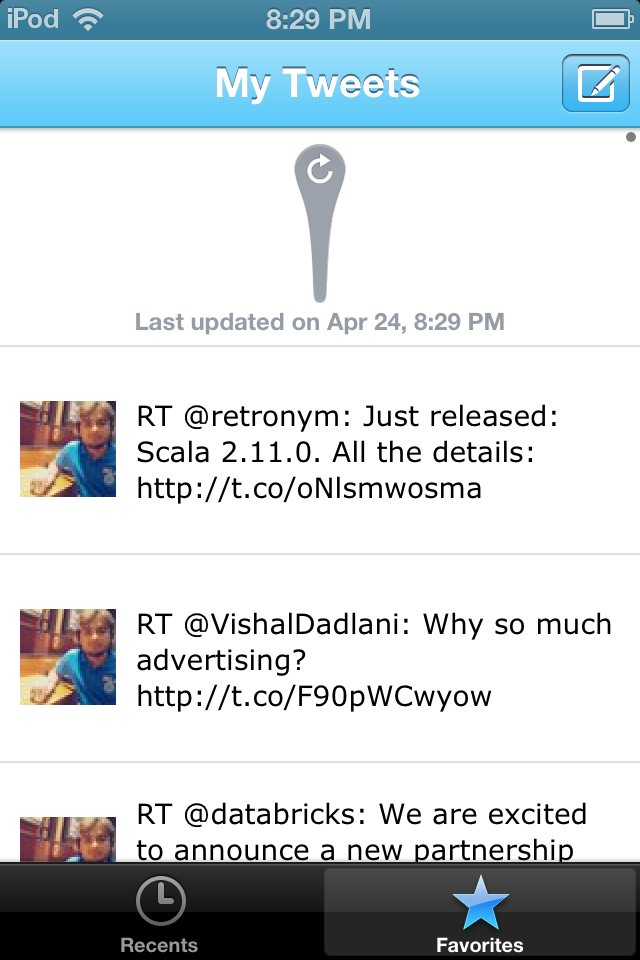 iPod 8:29 PM
My Tweets
Last updated on Apr 24, 8:29 PM
RT @retronym: Just released:
Scala 2.11.0. All the details:
http://t.co/oNlsmwosma
RT @VishalDadlani: Why so much
advertising?
http://t.co/F90pWCwyow
RT @databricks: We are excited
to announce a new partnership
Recents
Favorites